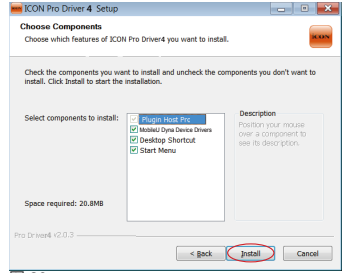 ICON Pro Driver 4 Setup
Choose Components
Choose which features of ICON Pro Driver4 you want to install.
ICON
Check the components you want to install and uncheck the components you don't want to
install. Click Install to start the installation.
Select components to install:
Plugin Host Pro
MobileU Dyna Device Drivers
Desktop Shortcut
Start Menu
Description
Position your mouse
over a component to
see its description.
Space required: 20.8MB
Pro Driver4 v2.0.3
< Back
Install
Cancel